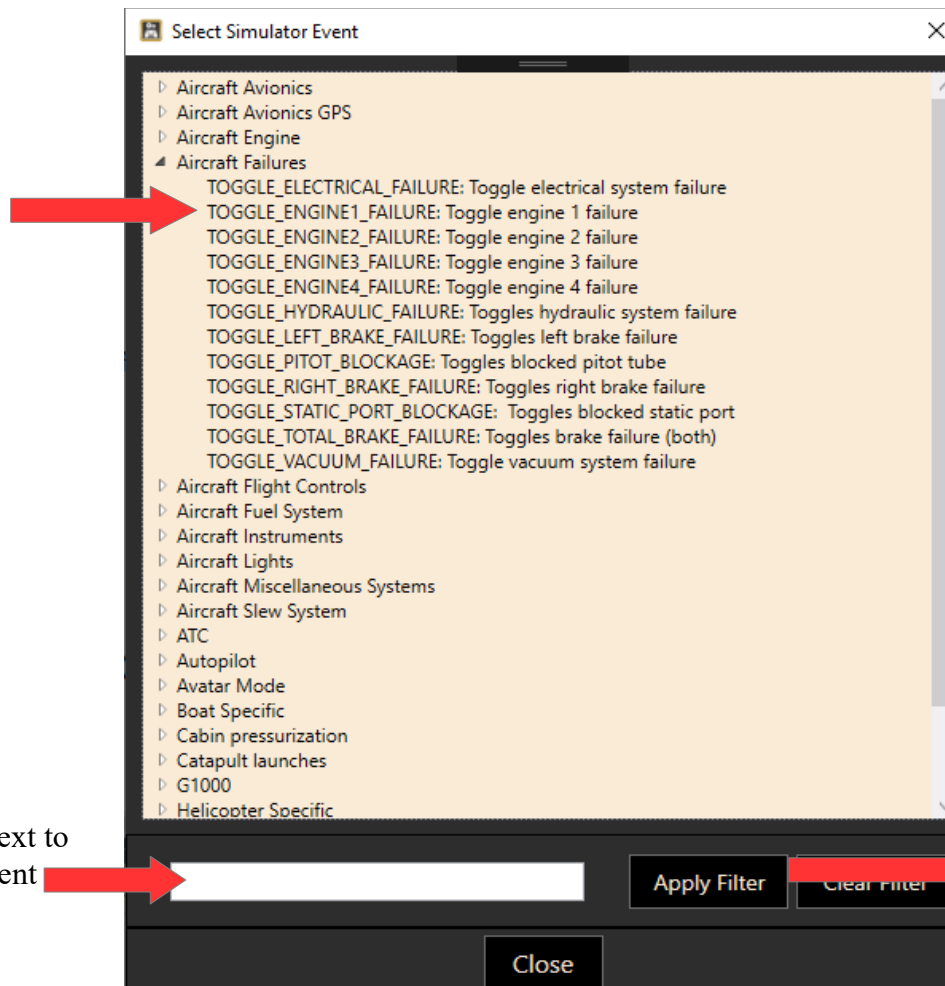 Select Simulator Event
Aircraft Avionics
Aircraft Avionics GPS
Aircraft Engine
Aircraft Failures
TOGGLE_ELECTRICAL_FAILURE: Toggle electrical system failure
TOGGLE_ENGINE1_FAILURE: Toggle engine 1 failure
TOGGLE_ENGINE2_FAILURE: Toggle engine 2 failure
TOGGLE_ENGINE3_FAILURE: Toggle engine 3 failure
TOGGLE_ENGINE4_FAILURE: Toggle engine 4 failure
TOGGLE_HYDRAULIC_FAILURE: Toggles hydraulic system failure
TOGGLE_LEFT_BRAKE_FAILURE: Toggles left brake failure
TOGGLE_PITOT_BLOCKAGE: Toggles blocked pitot tube
TOGGLE_RIGHT_BRAKE_FAILURE: Toggles right brake failure
TOGGLE_STATIC_PORT_BLOCKAGE:  Toggles blocked static port
TOGGLE_TOTAL_BRAKE_FAILURE: Toggles brake failure (both)
TOGGLE_VACUUM_FAILURE: Toggle vacuum system failure
Aircraft Flight Controls
Aircraft Fuel System
Aircraft Instruments
Aircraft Lights
Aircraft Miscellaneous Systems
Aircraft Slew System
ATC
Autopilot
Avatar Mode
Boat Specific
Cabin pressurization
Catapult launches
G1000
Helicopter Specific
ext to
ent
Apply Filter
Clear Filter
Close